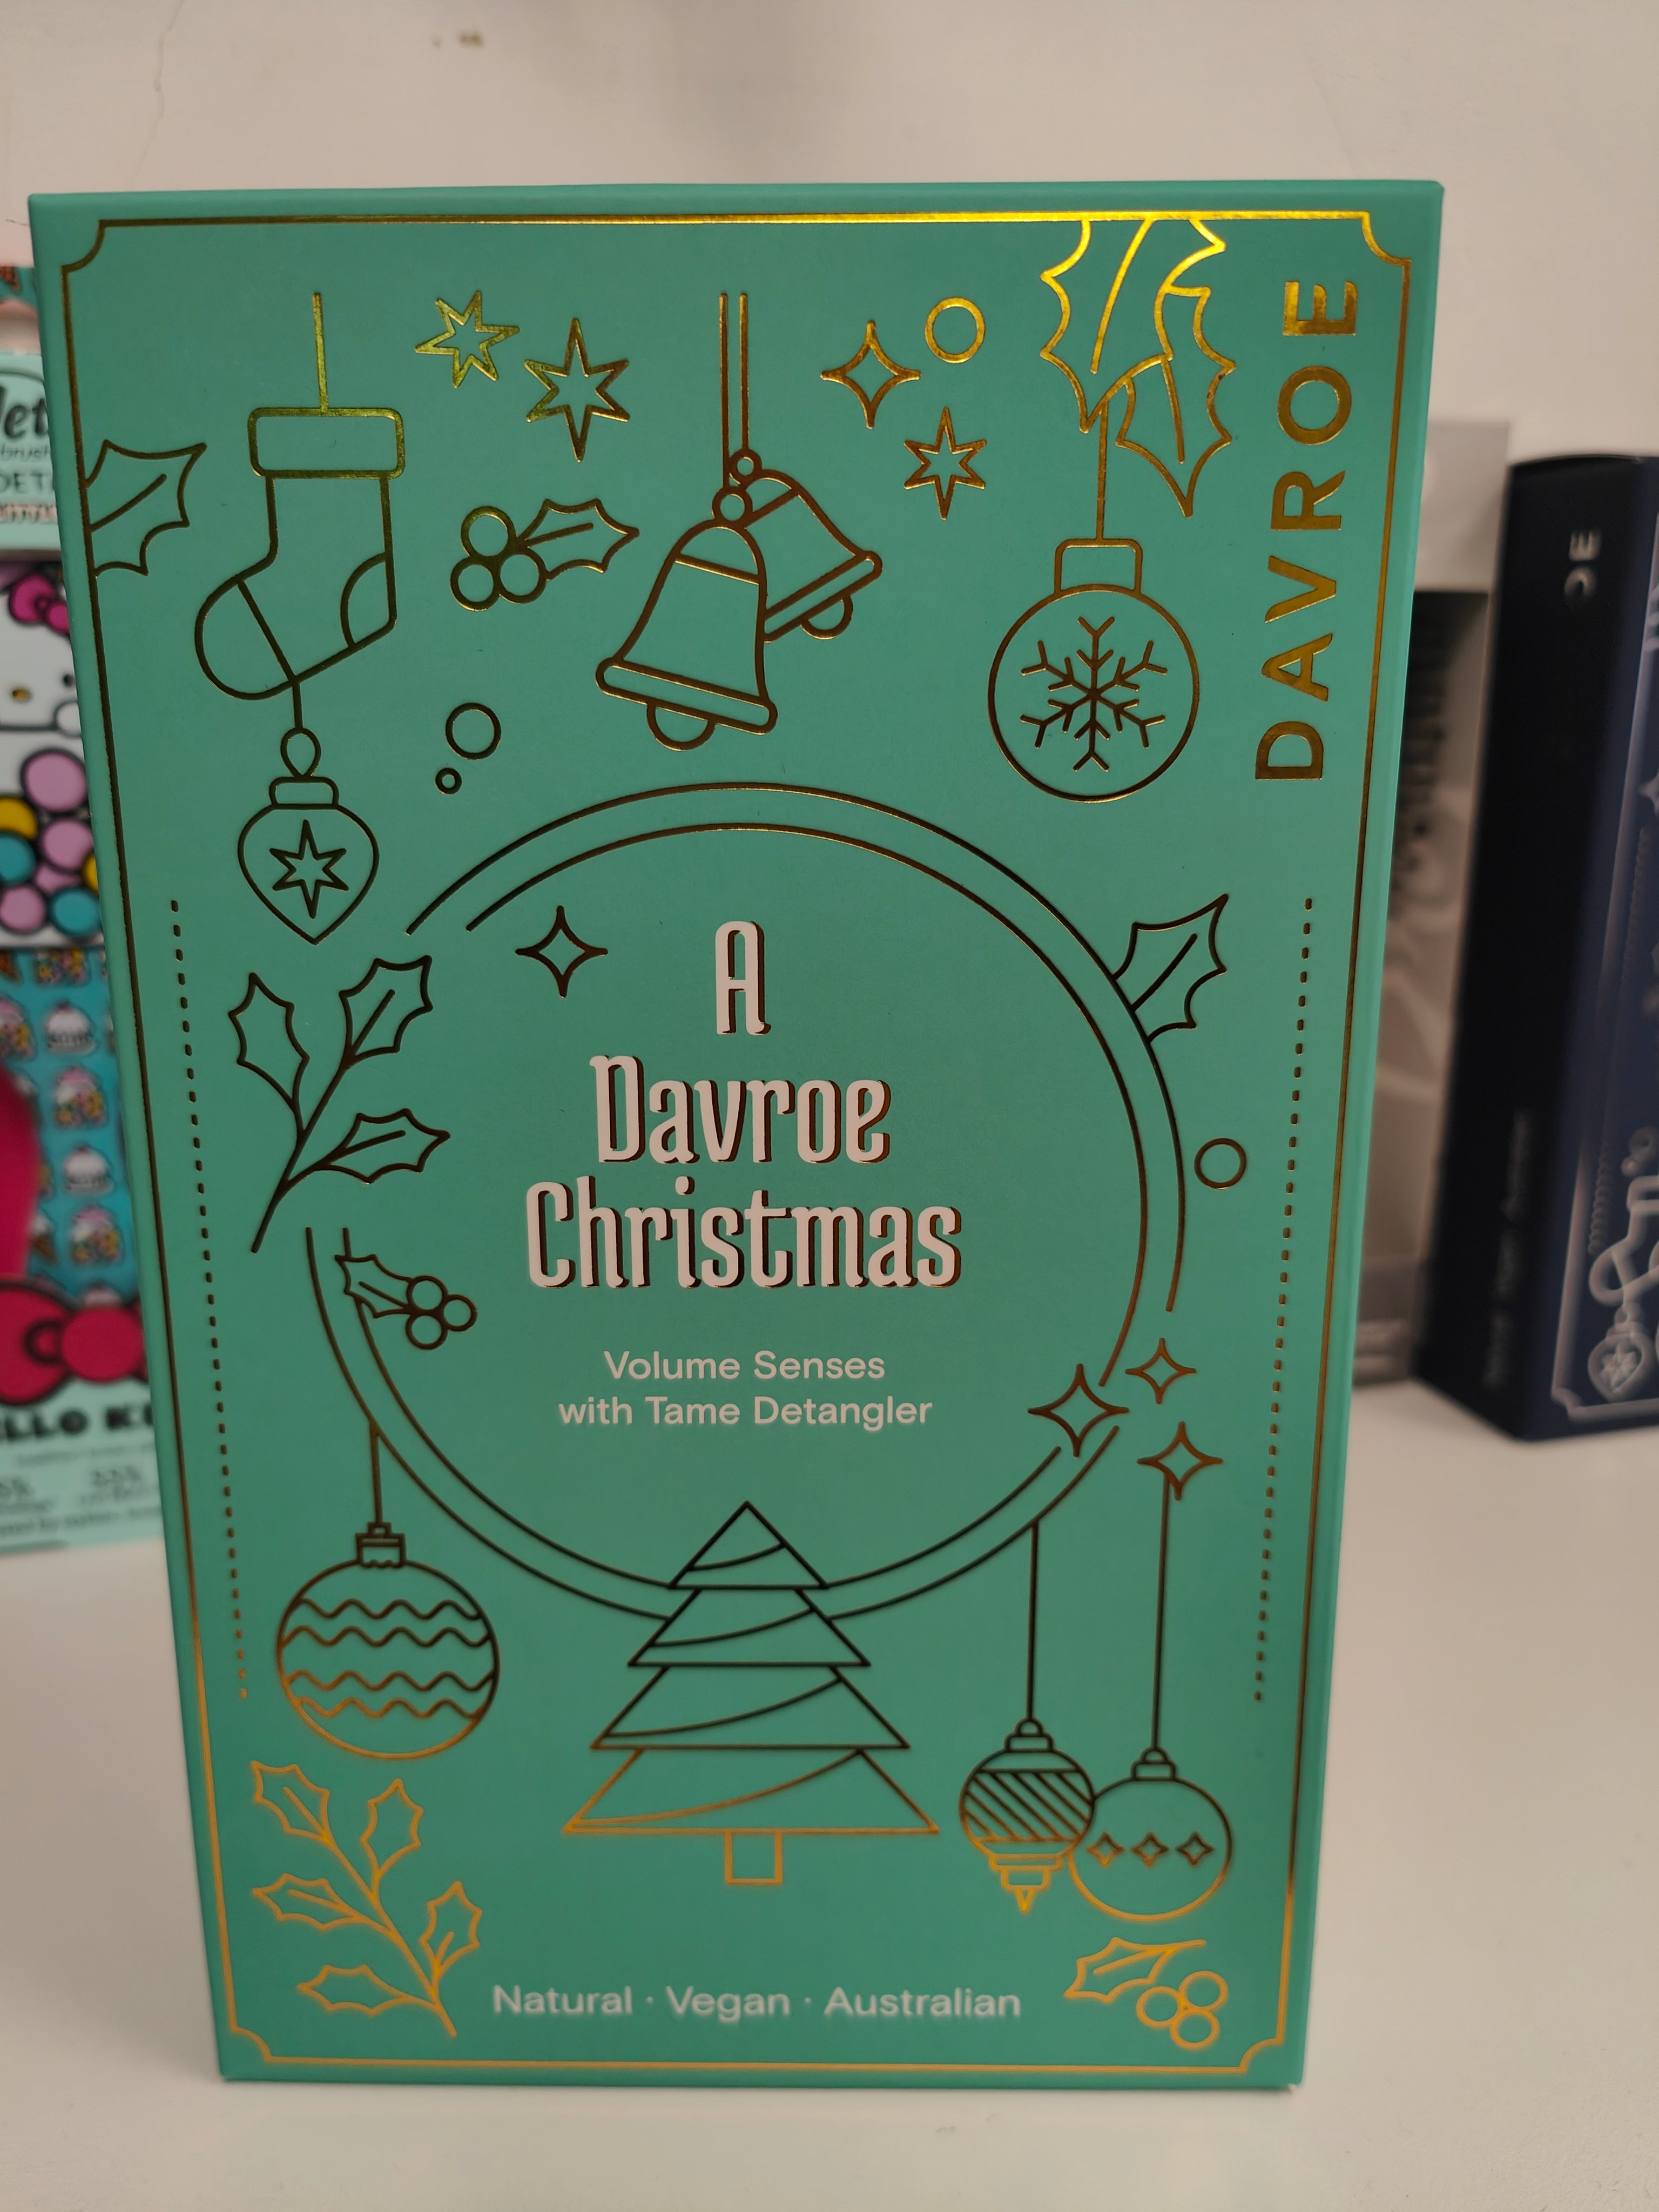 DAVROE
A
Davroe
Christmas
Volume Senses
with Tame Detangler
Natural · Vegan · Australian